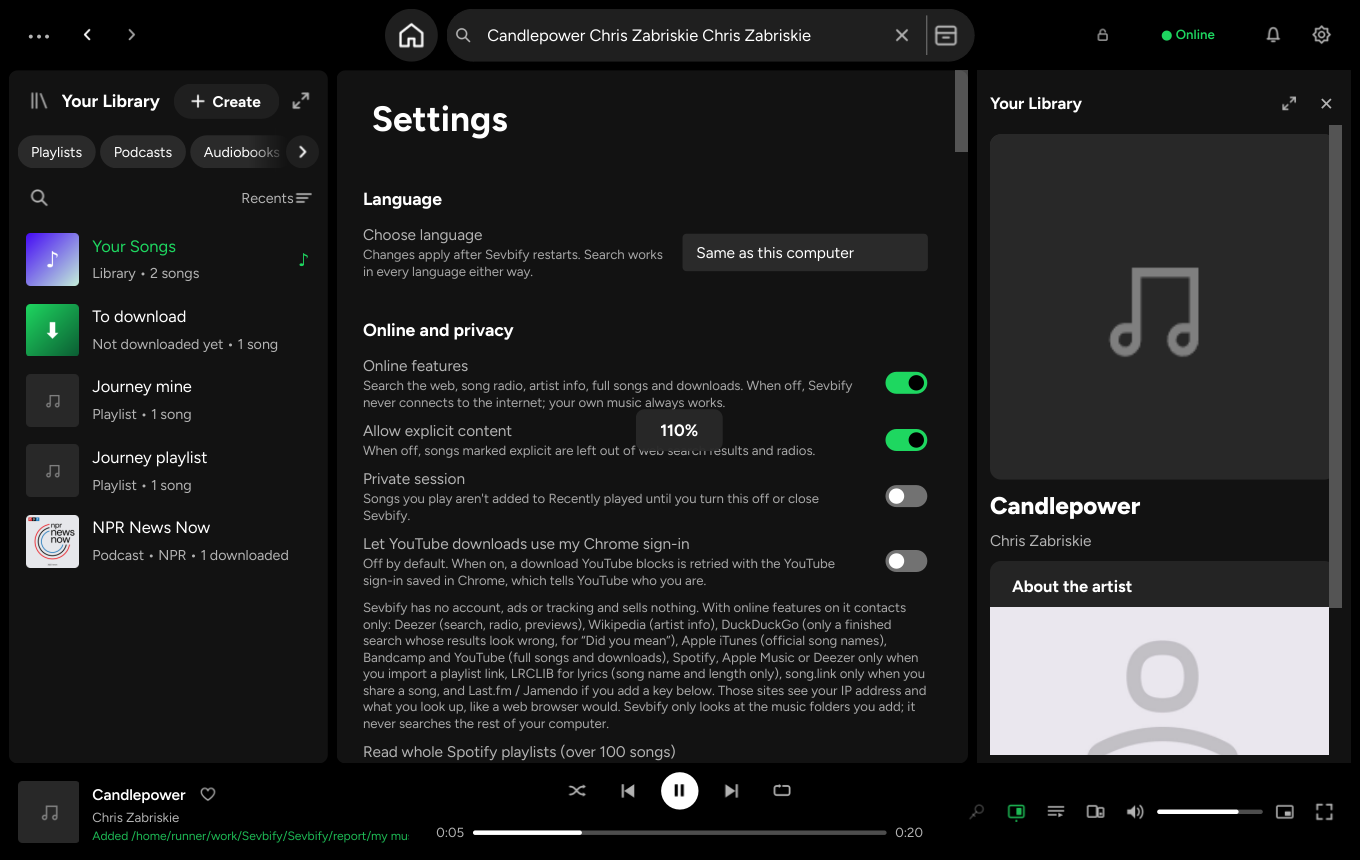 Candlepower Chris Zabriskie Chris Zabriskie
Online
Your Library
Create
Playlists
Podcasts
Audiobooks
Recents
Your Songs
Library • 2 songs
To download
Not downloaded yet • 1 song
Journey mine
Playlist • 1 song
Journey playlist
Playlist • 1 song
npr
news
now
NPR News Now
Podcast • NPR • 1 downloaded
Settings
Language
Choose language
Changes apply after Sevbify restarts. Search works
in every language either way.
Same as this computer
Online and privacy
Online features
Search the web, song radio, artist info, full songs and downloads. When off, Sevbify
never connects to the internet; your own music always works.
110%
Allow explicit content
When off, songs marked explicit are left out of web search results and radios.
Private session
Songs you play aren't added to Recently played until you turn this off or close
Sevbify.
Let YouTube downloads use my Chrome sign-in
Off by default. When on, a download YouTube blocks is retried with the YouTube
sign-in saved in Chrome, which tells YouTube who you are.
Sevbify has no account, ads or tracking and sells nothing. With online features on it contacts
only: Deezer (search, radio, previews), Wikipedia (artist info), DuckDuckGo (only a finished
search whose results look wrong, for “Did you mean”), Apple iTunes (official song names),
Bandcamp and YouTube (full songs and downloads), Spotify, Apple Music or Deezer only when
you import a playlist link, LRCLIB for lyrics (song name and length only), song.link only when you
share a song, and Last.fm / Jamendo if you add a key below. Those sites see your IP address and
what you look up, like a web browser would. Sevbify only looks at the music folders you add; it
never searches the rest of your computer.
Read whole Spotify playlists (over 100 songs)
Your Library
Candlepower
Chris Zabriskie
About the artist
Candlepower
Chris Zabriskie
Added /home/runner/work/Sevbify/Sevbify/report/my mu
0:05
0:20